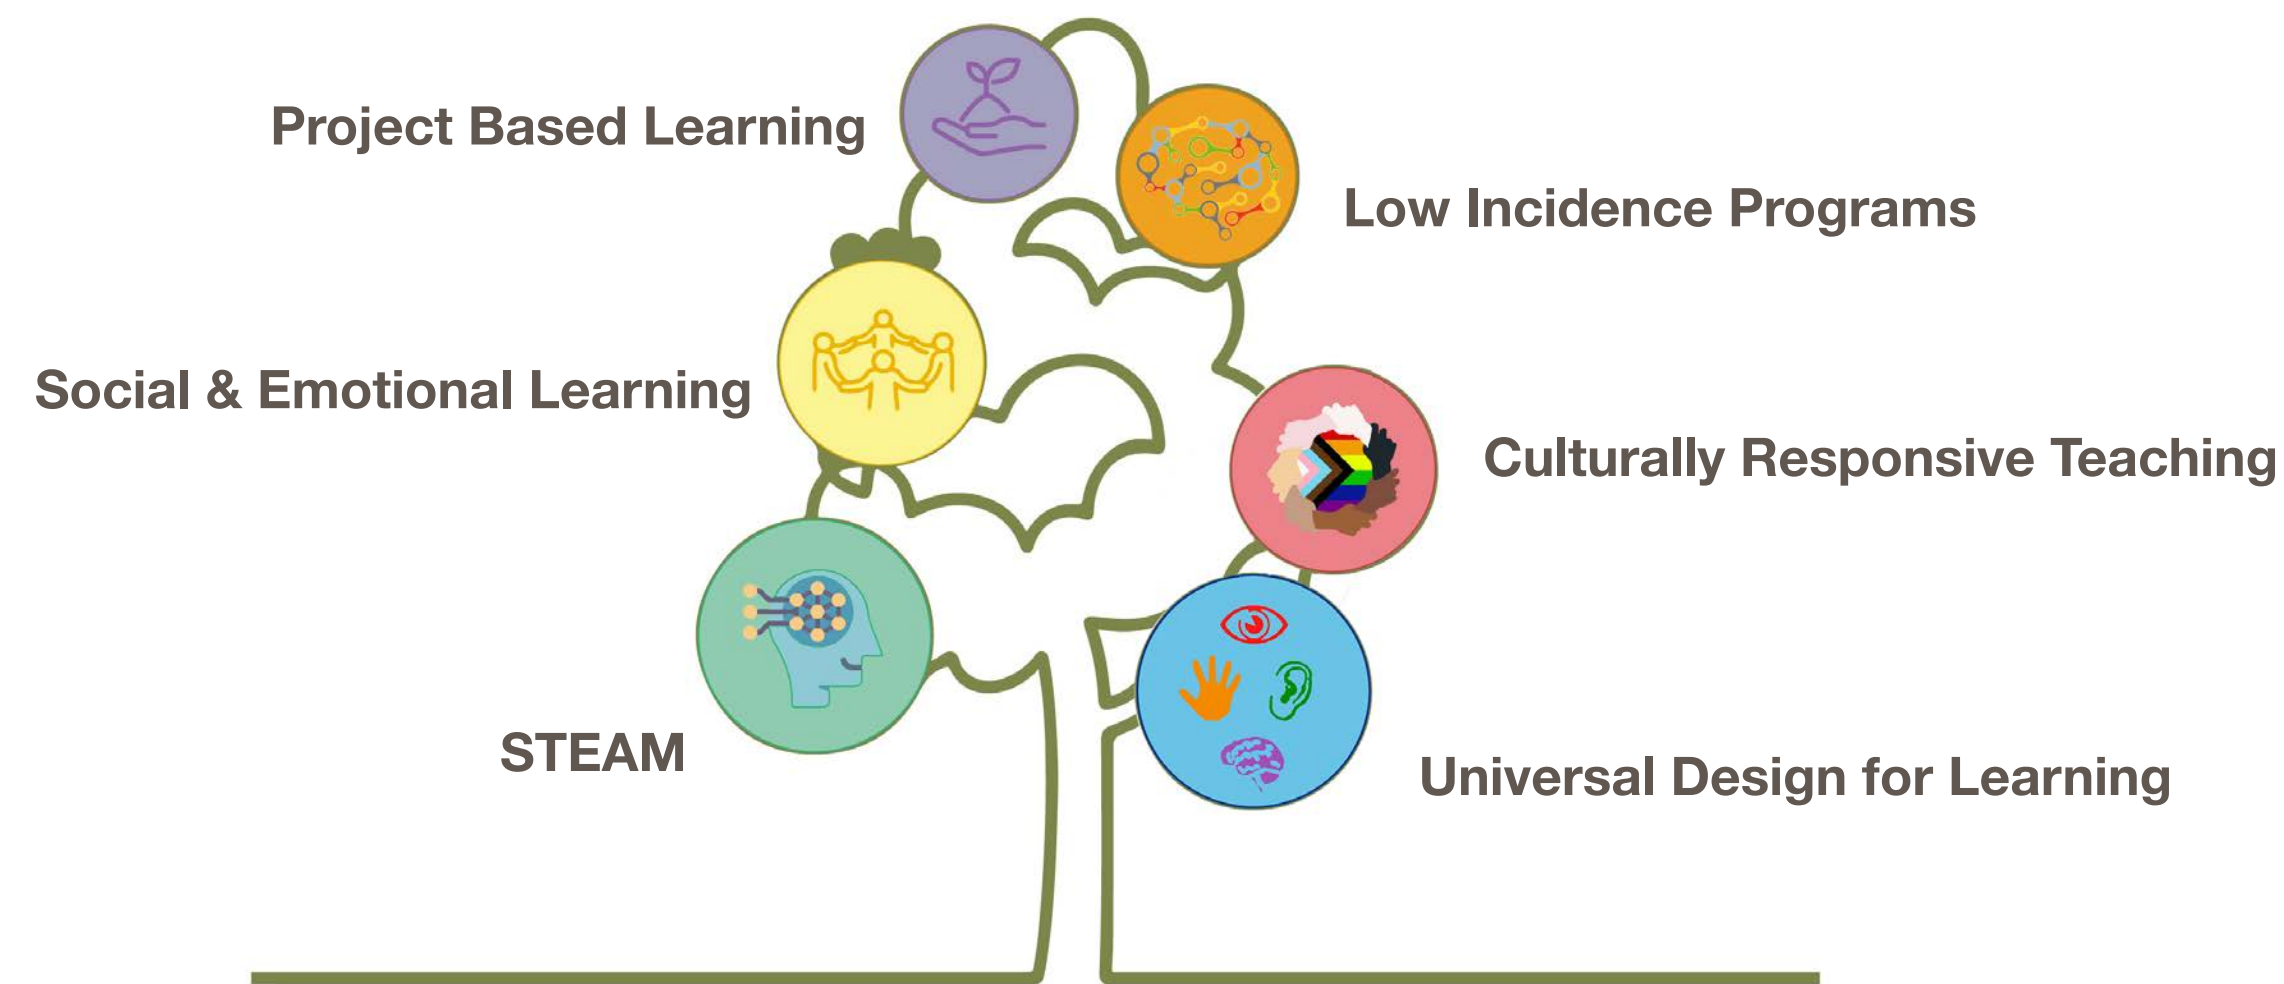 Project Based Learning
Low Incidence Programs
Social & Emotional Learning
Culturally Responsive Teaching
STEAM
Universal Design for Learning